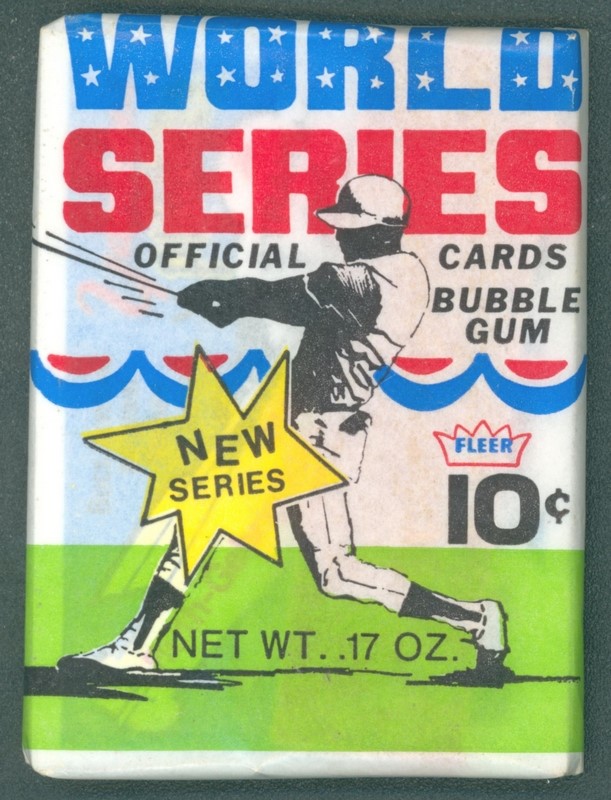 WORLD
SERIES
OFFICIAL CARDS
BUBBLE
GUM
NEW
SERIES
FLEER
10¢
NET WT. .17 OZ.